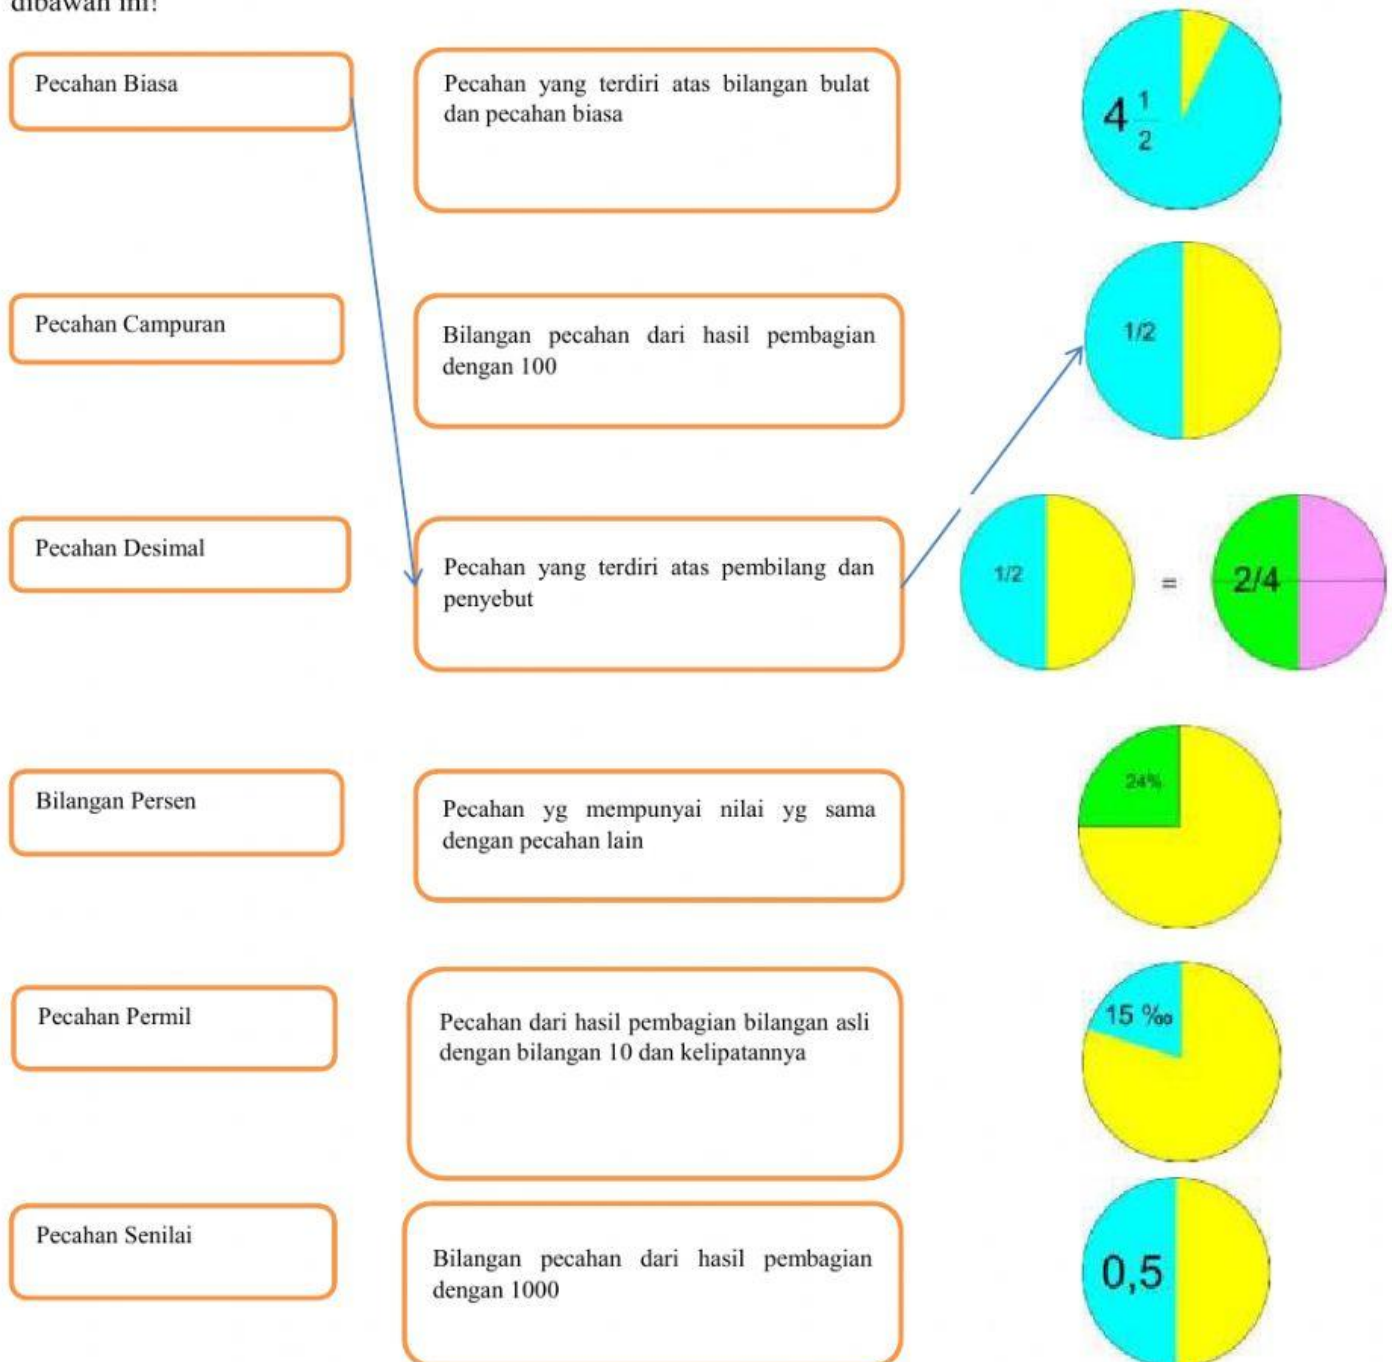 dibawah ini!
Pecahan Biasa
Pecahan yang terdiri atas bilangan bulat
dan pecahan biasa
4 1/2
Pecahan Campuran
Bilangan pecahan dari hasil pembagian
dengan 100
1/2
Pecahan Desimal
Pecahan yang terdiri atas pembilang dan
penyebut
1/2 = 2/4
Bilangan Persen
Pecahan yg mempunyai nilai yg sama
dengan pecahan lain
24%
Pecahan Permil
Pecahan dari hasil pembagian bilangan asli
dengan bilangan 10 dan kelipatannya
15 ‰
Pecahan Senilai
Bilangan pecahan dari hasil pembagian
dengan 1000
0,5